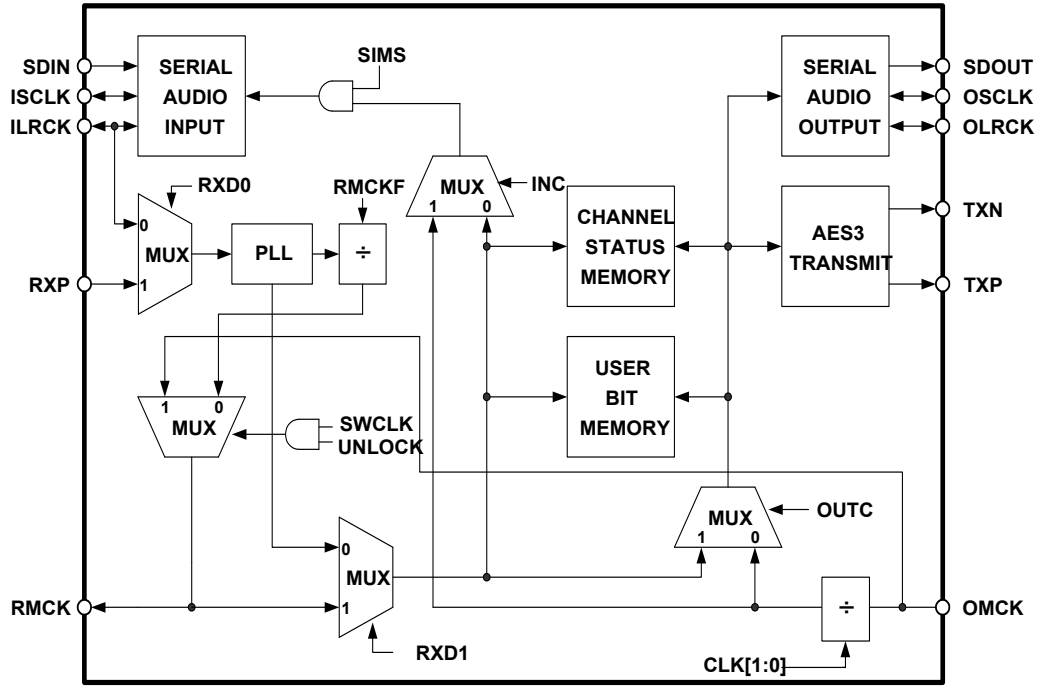 SDIN
ISCLK
ILRCK
SERIAL
AUDIO
INPUT
SIMS
SERIAL
AUDIO
OUTPUT
SDOUT
OSCLK
OLRCK
RXD0
RMCKF
MUX
1 0
INC
CHANNEL
STATUS
MEMORY
AES3
TRANSMIT
TXN
TXP
RXP
0
MUX
1
PLL
÷
1 0
MUX
SWCLK
UNLOCK
USER
BIT
MEMORY
MUX
1 0
OUTC
0
MUX
1
RXD1
RMCK
÷
OMCK
CLK[1:0]